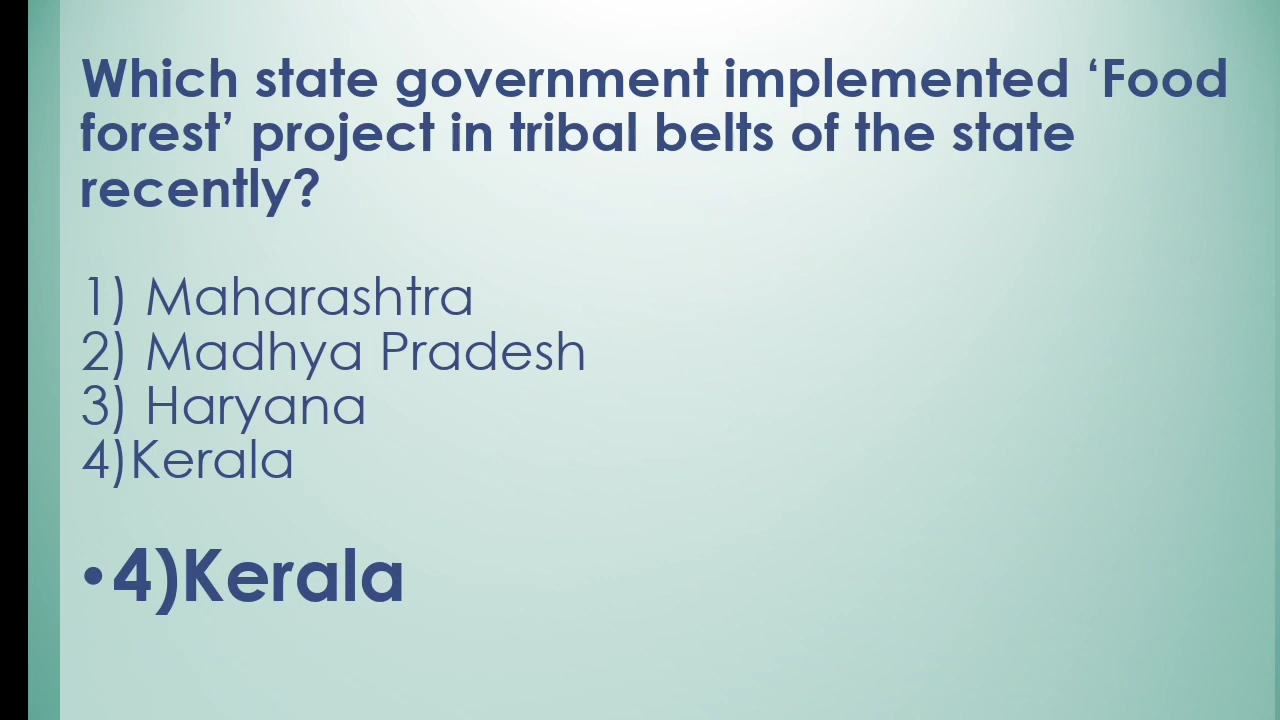 Which state government implemented ‘Food
forest’ project in tribal belts of the state
recently?
1) Maharashtra
2) Madhya Pradesh
3) Haryana
4)Kerala
•4)Kerala